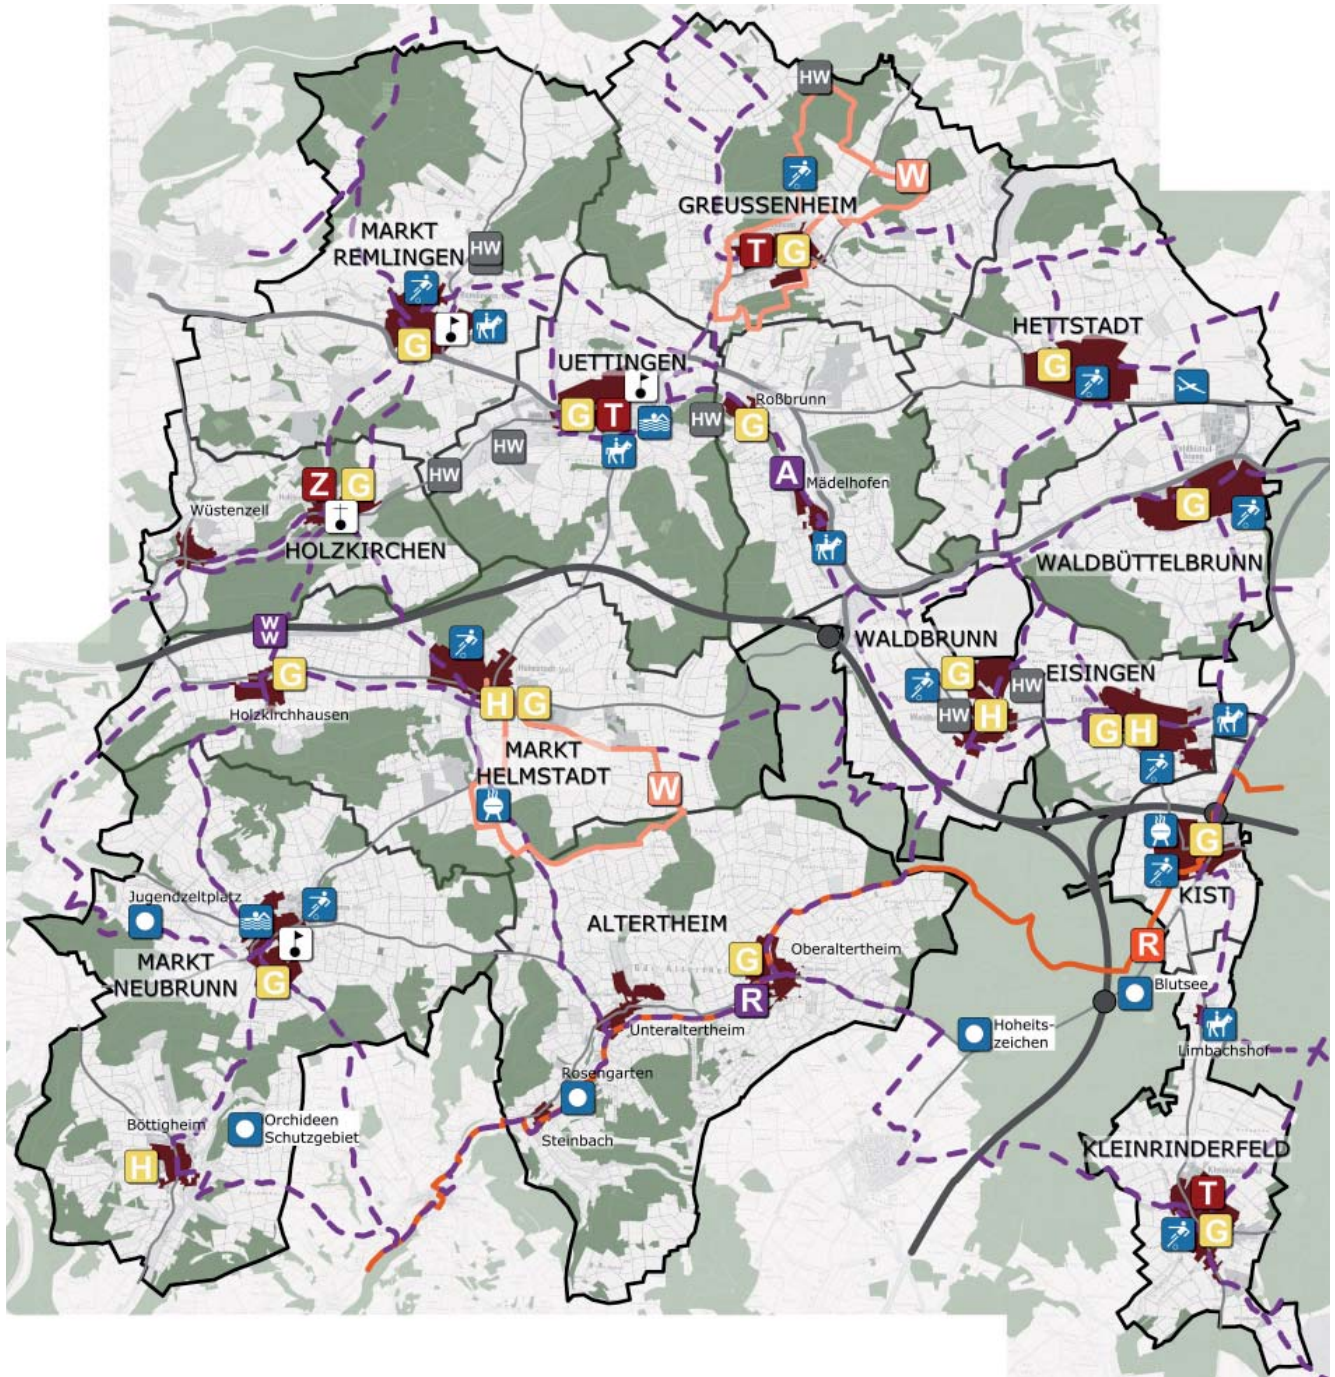 HW
W
GREUSSENHEIM
MARKT
REMLINGEN
HW
T G
HETTSTADT
G
UETTINGEN
G
Roßbrunn
G T
HW
G
HW
A
Mädelhofen
HW
Z G
Wüstenzell
HOLZKIRCHEN
G
WALDBÜTTELBRUNN
W
W
WALDBRUNN
G
EISINGEN
G
HW
H G
HW
H
G H
Holzkirchhausen
MARKT
HELMSTADT
W
G
KIST
Jugendzeltplatz
ALTERTHEIM
Oberaltertheim
G
R
MARKT
NEUBRUNN
G
R
Blutsee
Unteraltertheim
Hoheits-
zeichen
Limbachshof
Rosengarten
Orchideen
Schutzgebiet
Böttigheim
Steinbach
H
KLEINRINDERFELD
T
G